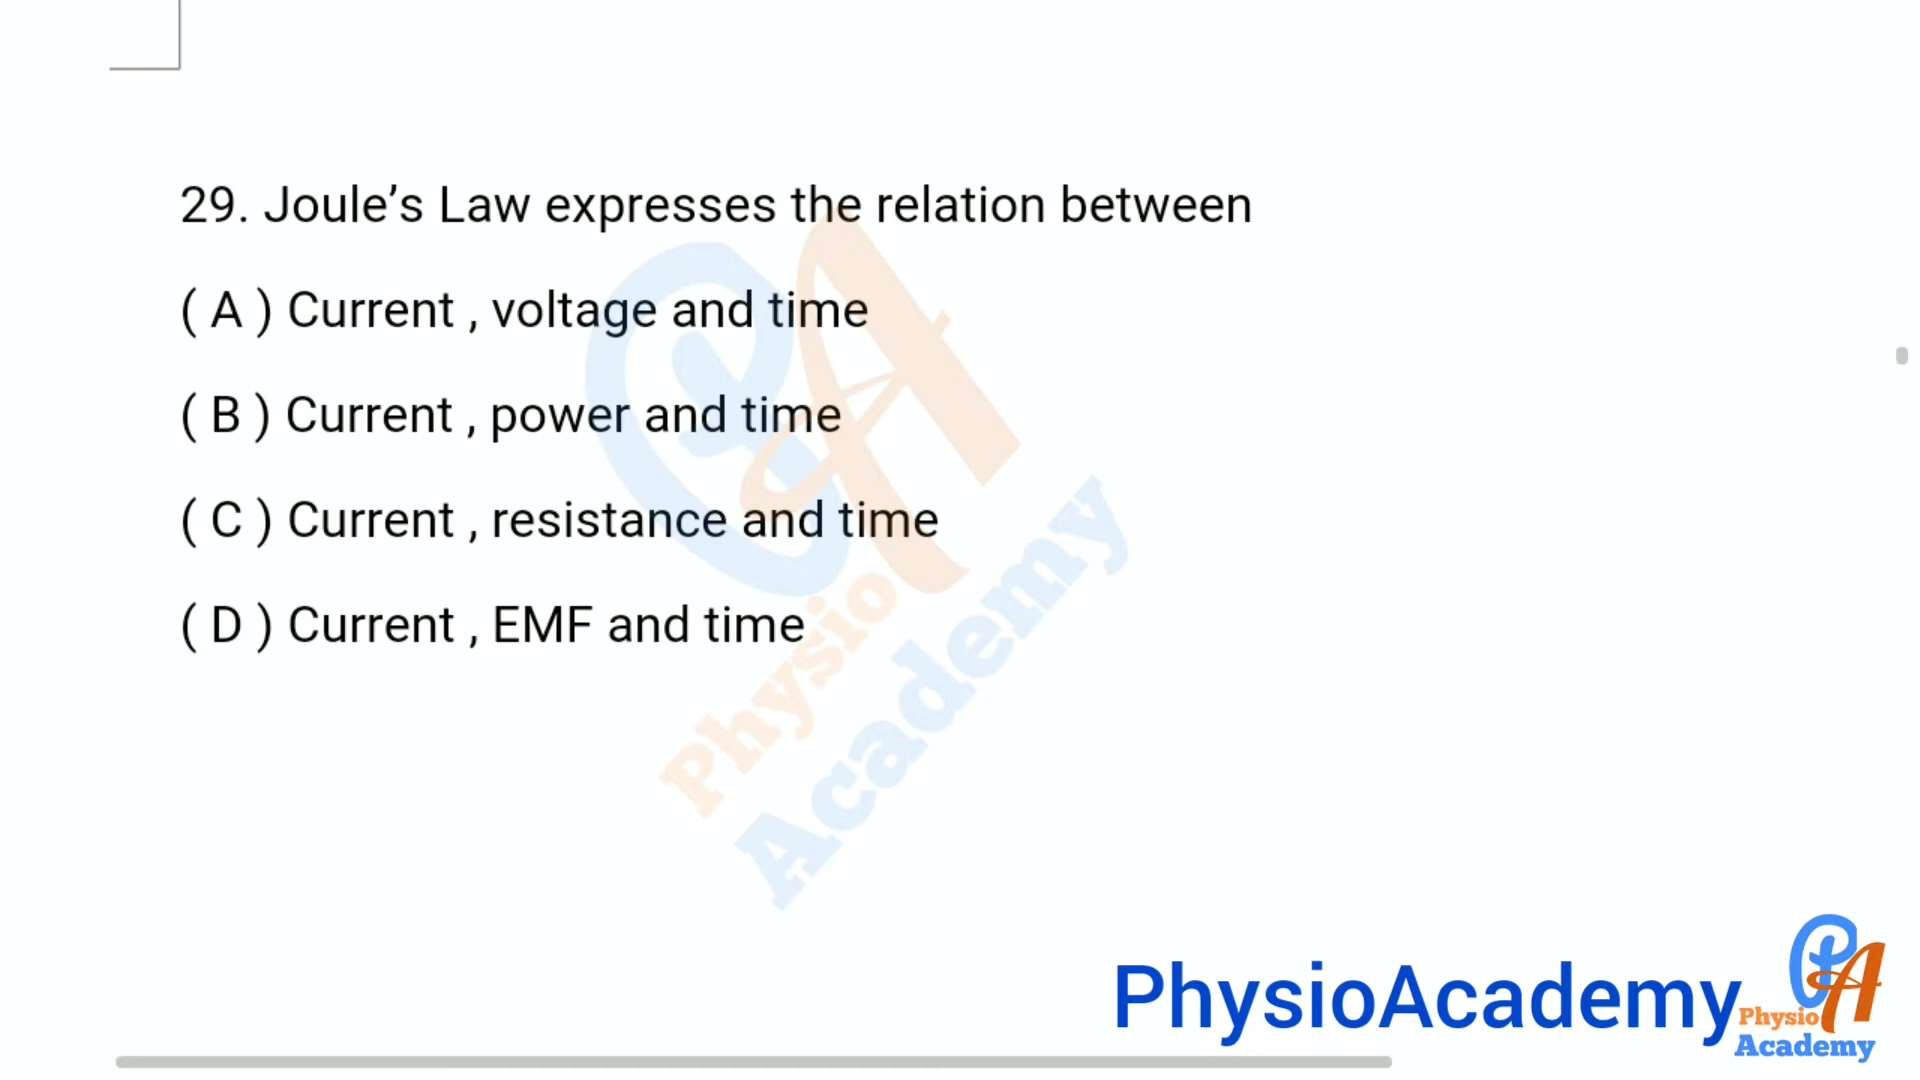 29. Joule’s Law expresses the relation between
( A ) Current , voltage and time
( B ) Current , power and time
( C ) Current , resistance and time
( D ) Current , EMF and time
Physio
Academy
PhysioAcademy
Physio
Academy